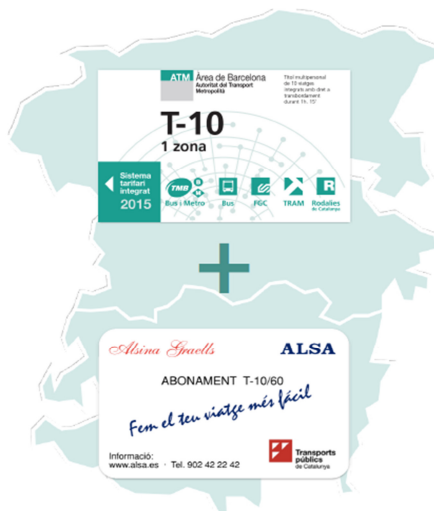 ATM Àrea de Barcelona
Autoritat del Transport
Metropolità
Títol multipersonal
de 10 viatges
integrats amb dret a
transbordament
durant 1h. 15'
T-10
1 zona
Sistema
tarifari
integrat
2015
TMB
B
M
R
Bus i Metro
Bus
FGC
TRAM
Rodalies
de Catalunya
+
Alsina Graells
ALSA
ABONAMENT T-10/60
Fem el teu viatge més fácil
Informació:
www.alsa.es · Tel. 902 42 22 42
Transports
públics
de Catalunya